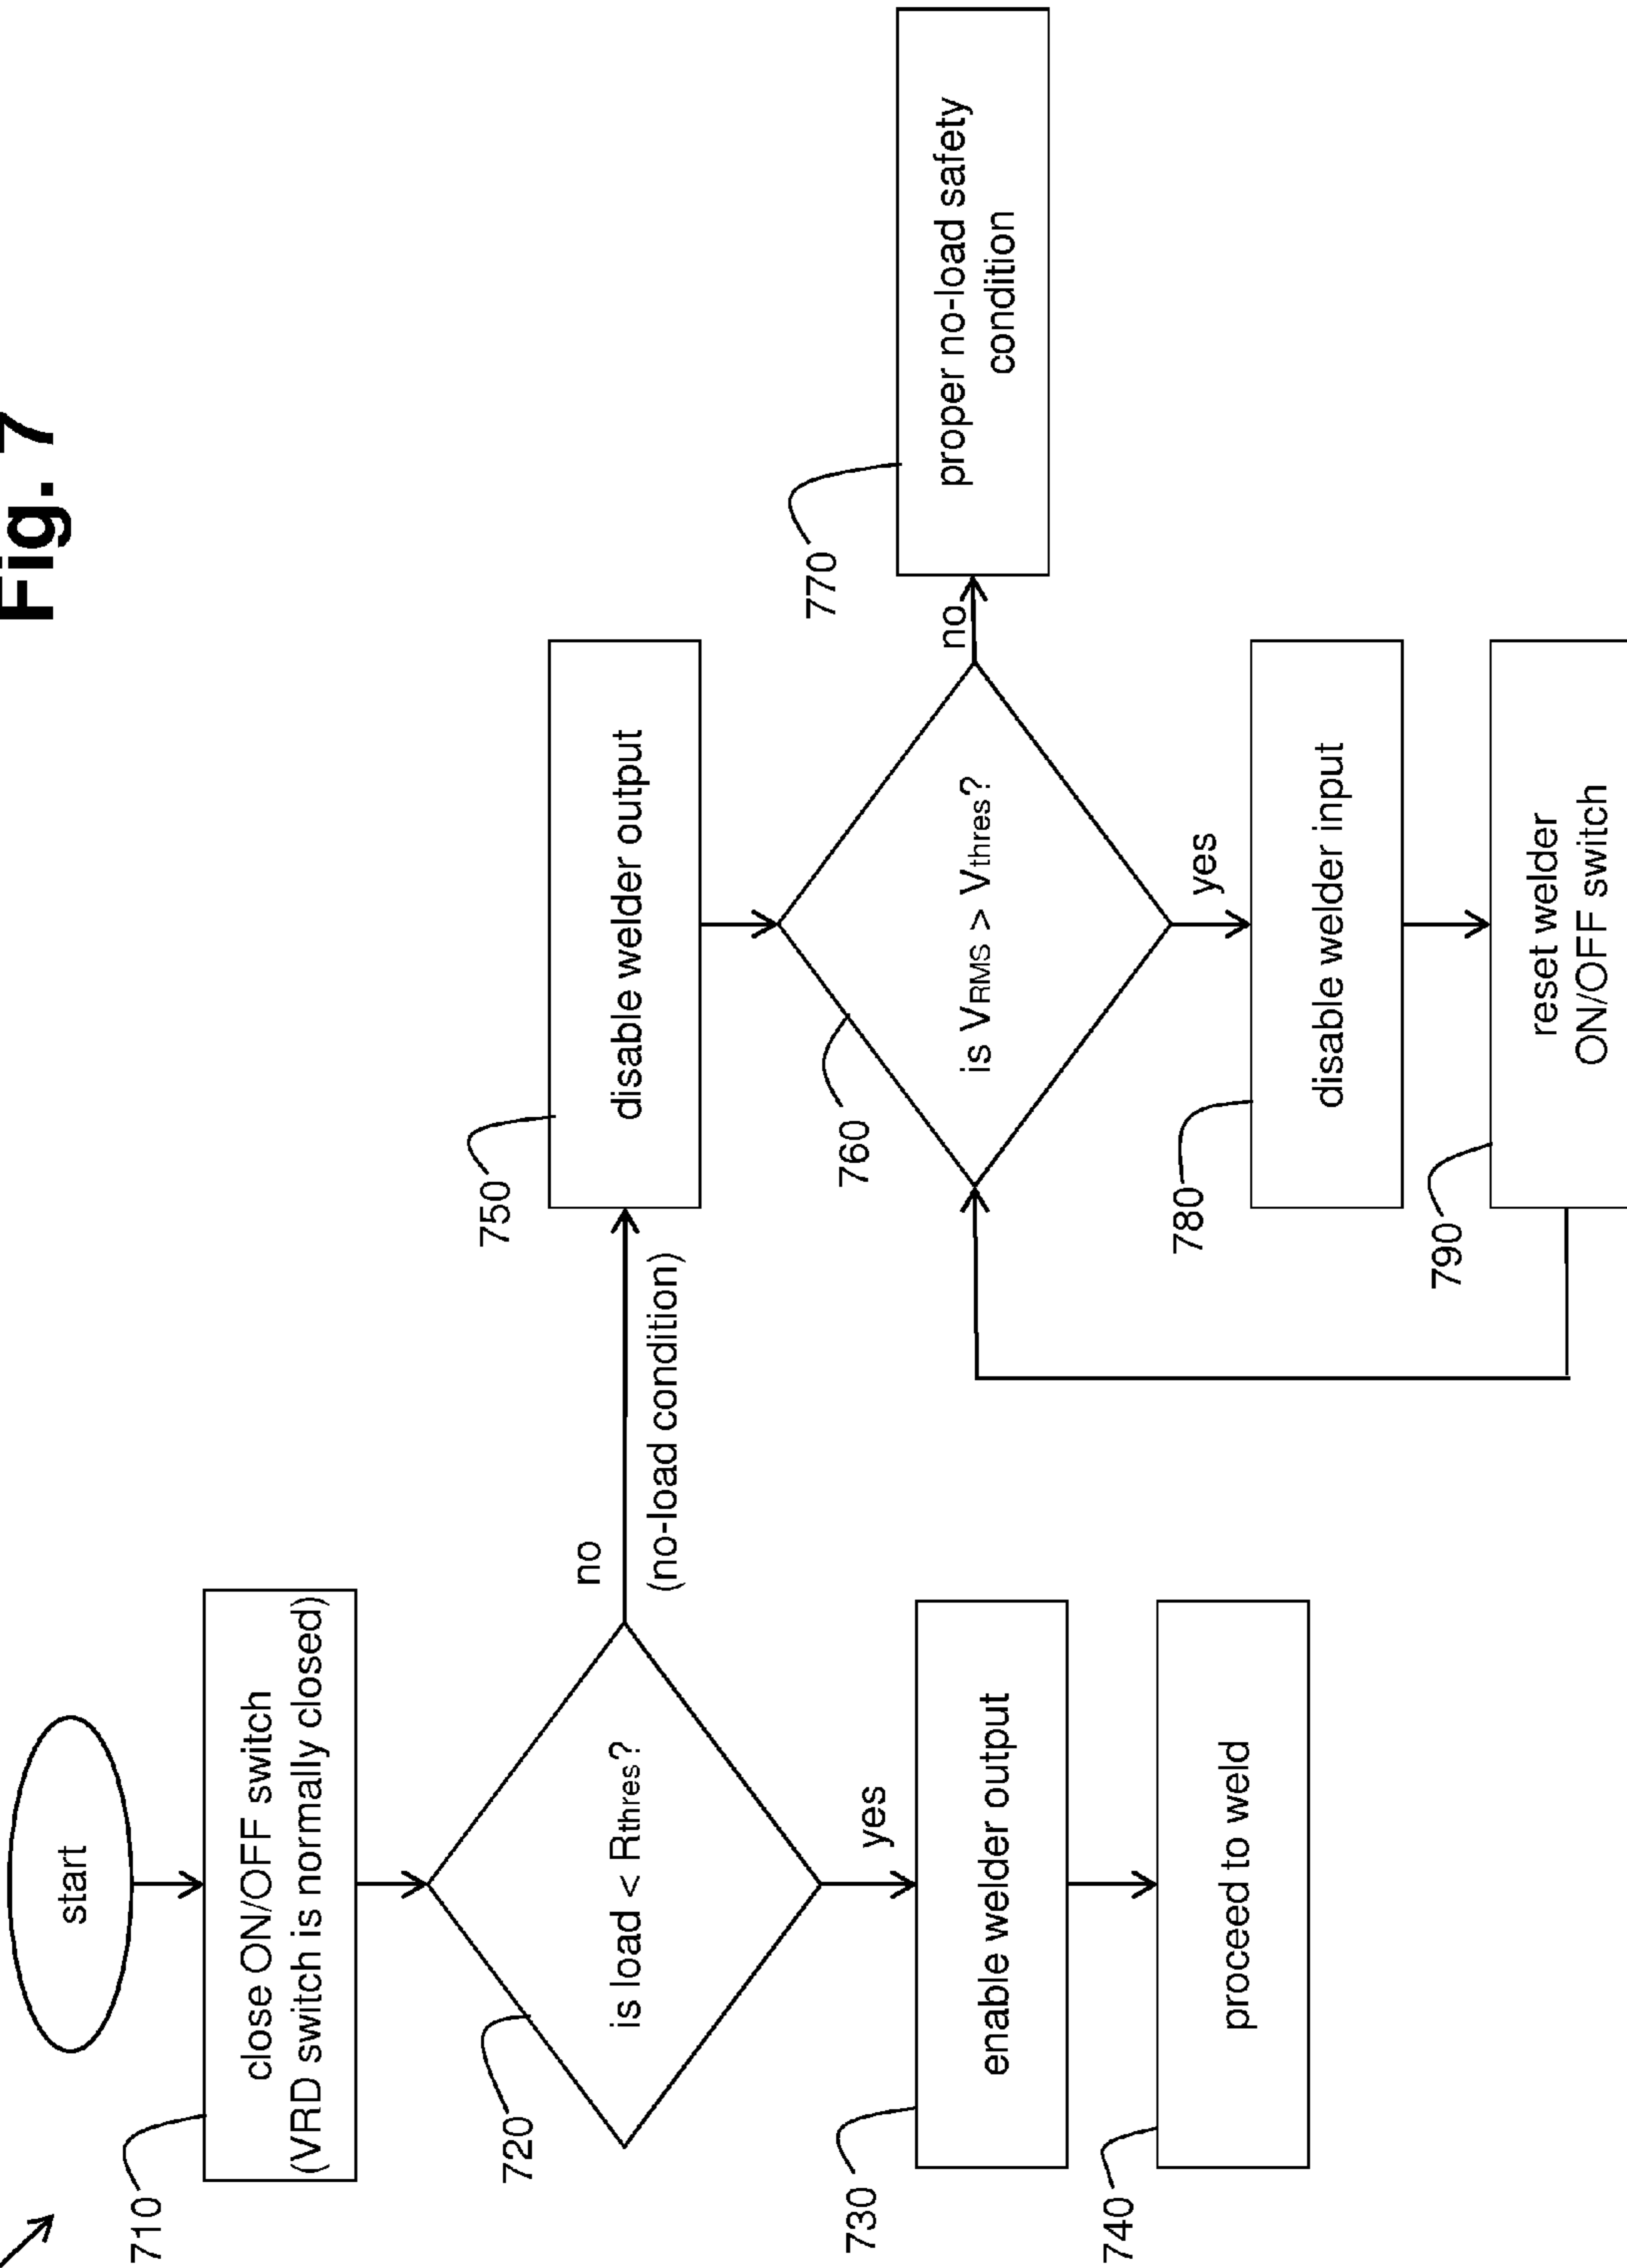 Fig. 7
start
710
close ON/OFF switch
(VRD switch is normally closed)
720
is load < Rthres?
no
(no-load condition)
yes
730
enable welder output
740
proceed to weld
750
disable welder output
760
is VRMS > Vthres?
no
770
proper no-load safety
condition
yes
780
disable welder input
790
reset welder
ON/OFF switch